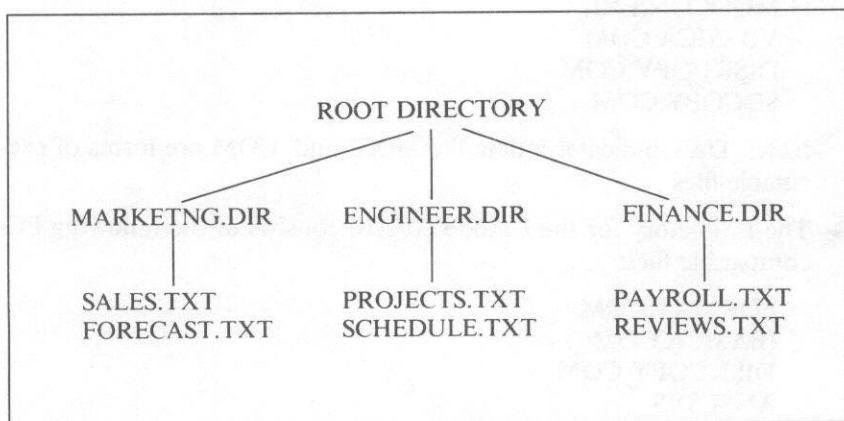 ROOT DIRECTORY
MARKETNG.DIR ENGINEER.DIR FINANCE.DIR
SALES.TXT PROJECTS.TXT PAYROLL.TXT
FORECAST.TXT SCHEDULE.TXT REVIEWS.TXT